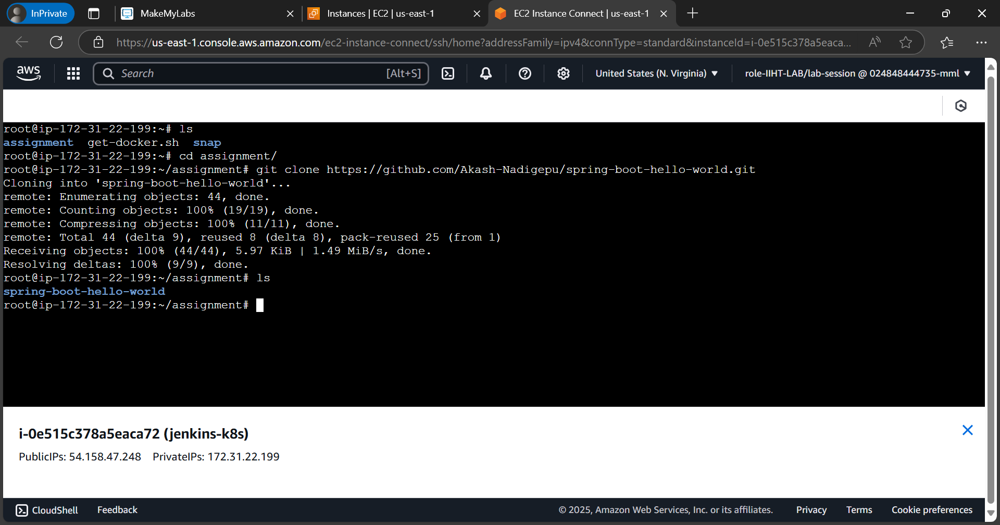 InPrivate
MakeMyLabs
Instances | EC2 | us-east-1
EC2 Instance Connect | us-east-1
https://us-east-1.console.aws.amazon.com/ec2-instance-connect/ssh/home?addressFamily=ipv4&connType=standard&instanceId=i-0e515c378a5eaca...
aws
Search [Alt+S]
United States (N. Virginia)
role-IIHT-LAB/lab-session @ 024848444735-mml
root@ip-172-31-22-199:~# ls
assignment  get-docker.sh  snap
root@ip-172-31-22-199:~# cd assignment/
root@ip-172-31-22-199:~/assignment# git clone https://github.com/Akash-Nadigepu/spring-boot-hello-world.git
Cloning into 'spring-boot-hello-world'...
remote: Enumerating objects: 44, done.
remote: Counting objects: 100% (19/19), done.
remote: Compressing objects: 100% (11/11), done.
remote: Total 44 (delta 9), reused 8 (delta 8), pack-reused 25 (from 1)
Receiving objects: 100% (44/44), 5.97 KiB | 1.49 MiB/s, done.
Resolving deltas: 100% (9/9), done.
root@ip-172-31-22-199:~/assignment# ls
spring-boot-hello-world
root@ip-172-31-22-199:~/assignment#
i-0e515c378a5eaca72 (jenkins-k8s)
PublicIPs: 54.158.47.248 PrivateIPs: 172.31.22.199
CloudShell Feedback © 2025, Amazon Web Services, Inc. or its affiliates. Privacy Terms Cookie preferences